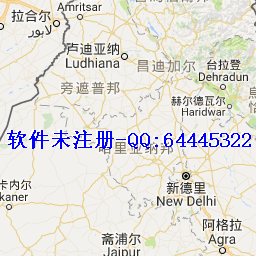 Amritsar
拉合尔
لاہور
卢迪亚纳
Ludhiana
昌迪加尔
台拉登
Dehradun
旁遮普邦
赫尔德瓦尔
Haridwar
软件未注册-QQ:64445322
哈里亚纳邦
卡内尔
kaner
新德里
New Delhi
斋浦尔
Jaipur
阿格拉
Agra